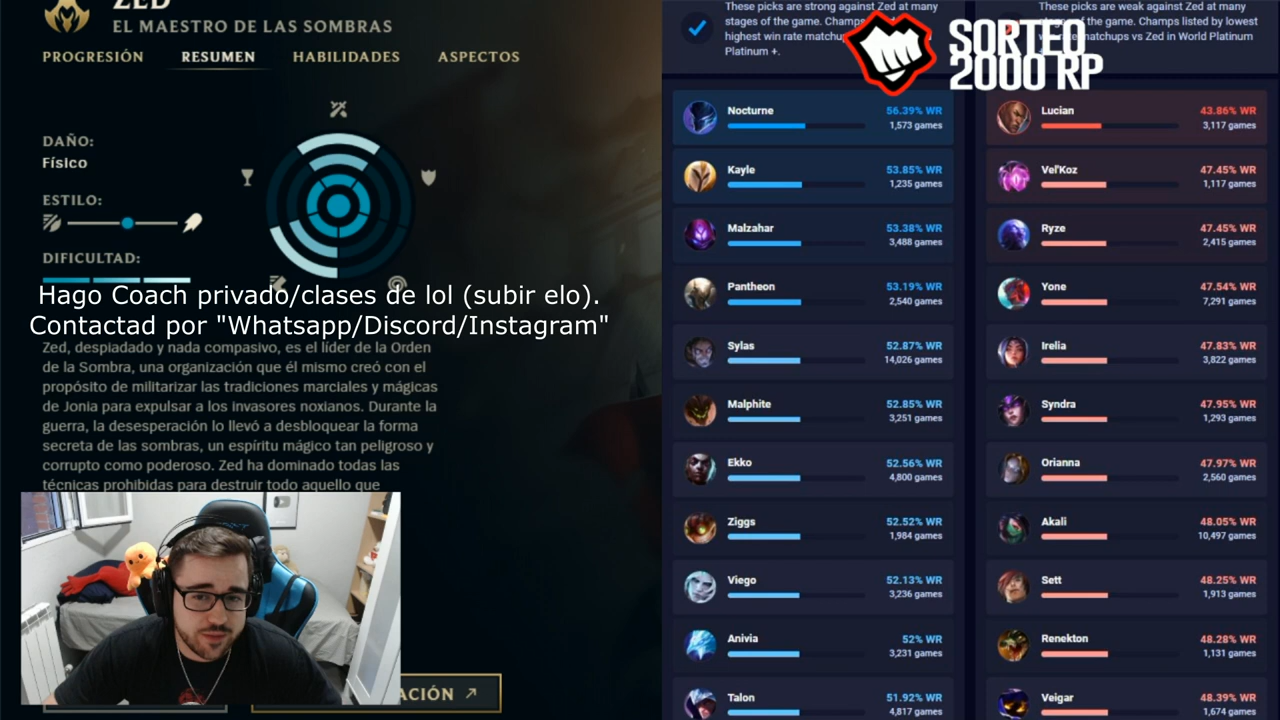 ZED
EL MAESTRO DE LAS SOMBRAS
PROGRESIÓN RESUMEN HABILIDADES ASPECTOS
DAÑO:
Físico
ESTILO:
DIFICULTAD:
Hago Coach privado/clases de lol (subir elo).
Contactad por "Whatsapp/Discord/Instagram"
Zed, despiadado y nada compasivo, es el líder de la Orden
de la Sombra, una organización que él mismo creó con el
propósito de militarizar las tradiciones marciales y mágicas
de Jonia para expulsar a los invasores noxianos. Durante la
guerra, la desesperación lo llevó a desbloquear la forma
secreta de las sombras, un espíritu mágico tan peligroso y
corrupto como poderoso. Zed ha dominado todas las
técnicas prohibidas para destruir todo aquello que
ACIÓN
These picks are strong against Zed at many
stages of the game. Champs
highest win rate matchups
Platinum +.
These picks are weak against Zed at many
stages of the game. Champs listed by lowest
win rate matchups vs Zed in World Platinum
SORTEO
2000 RP
Nocturne 56.39% WR
1,573 games
Kayle 53.85% WR
1,235 games
Malzahar 53.38% WR
3,488 games
Pantheon 53.19% WR
2,540 games
Sylas 52.87% WR
14,026 games
Malphite 52.85% WR
3,251 games
Ekko 52.56% WR
4,800 games
Ziggs 52.52% WR
1,984 games
Viego 52.13% WR
3,236 games
Anivia 52% WR
3,231 games
Talon 51.92% WR
4,817 games
Lucian 43.86% WR
3,117 games
Vel'Koz 47.45% WR
1,117 games
Ryze 47.45% WR
2,415 games
Yone 47.54% WR
7,291 games
Irelia 47.83% WR
3,822 games
Syndra 47.95% WR
1,293 games
Orianna 47.97% WR
2,560 games
Akali 48.05% WR
10,497 games
Sett 48.25% WR
1,913 games
Renekton 48.28% WR
1,131 games
Veigar 48.39% WR
1,674 games